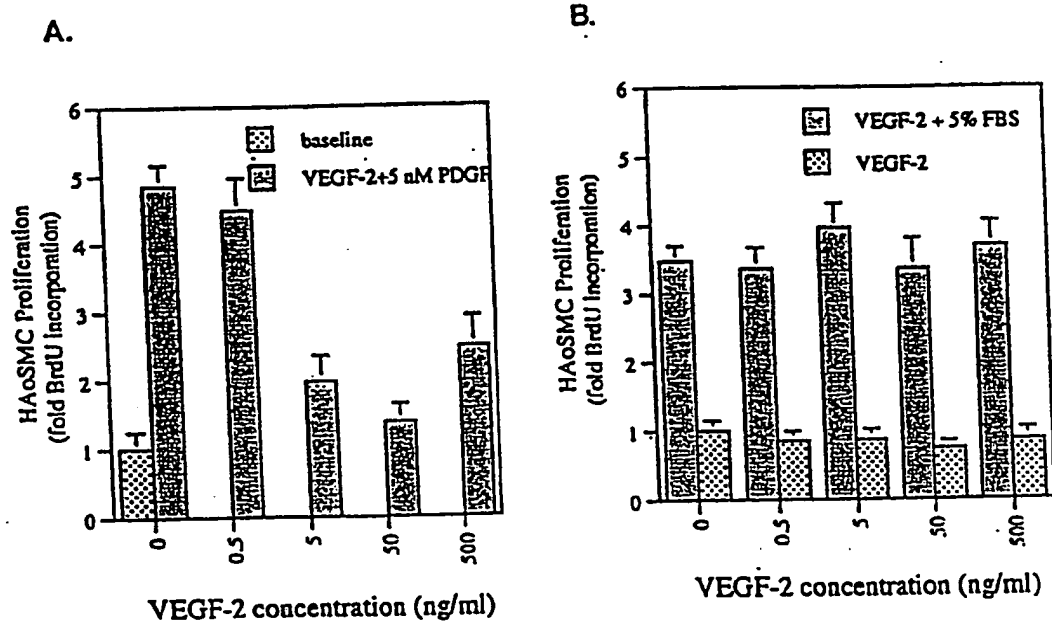 A.
6
5
4
3
2
1
0
HAoSMC Proliferation
(fold BrdU Incorporation)
baseline
VEGF-2+5 nM PDGF
0
0.5
5
50
500
VEGF-2 concentration (ng/ml)
B.
6
5
4
3
2
1
0
HAoSMC Proliferation
(fold BrdU Incorporation)
VEGF-2 + 5% FBS
VEGF-2
0
0.5
5
50
500
VEGF-2 concentration (ng/ml)